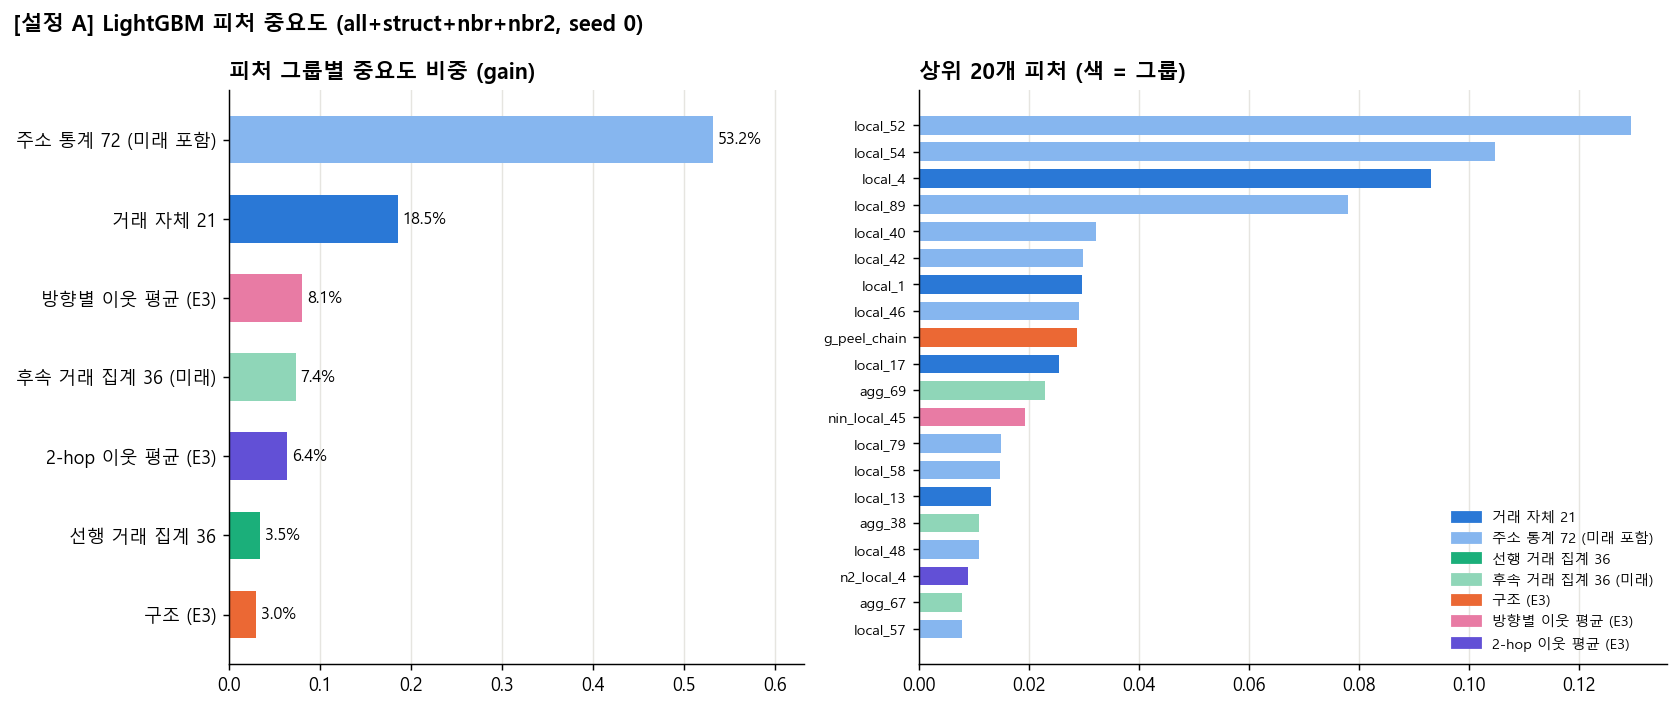 [설정 A] LightGBM 피처 중요도 (all+struct+nbr+nbr2, seed 0)
피처 그룹별 중요도 비중 (gain)
주소 통계 72 (미래 포함)
53.2%
거래 자체 21
18.5%
방향별 이웃 평균 (E3)
8.1%
후속 거래 집계 36 (미래)
7.4%
2-hop 이웃 평균 (E3)
6.4%
선행 거래 집계 36
3.5%
구조 (E3)
3.0%
0.0 0.1 0.2 0.3 0.4 0.5 0.6
상위 20개 피처 (색 = 그룹)
local_52
local_54
local_4
local_89
local_40
local_42
local_1
local_46
g_peel_chain
local_17
agg_69
nin_local_45
local_79
local_58
local_13
agg_38
local_48
n2_local_4
agg_67
local_57
거래 자체 21
주소 통계 72 (미래 포함)
선행 거래 집계 36
후속 거래 집계 36 (미래)
구조 (E3)
방향별 이웃 평균 (E3)
2-hop 이웃 평균 (E3)
0.00 0.02 0.04 0.06 0.08 0.10 0.12